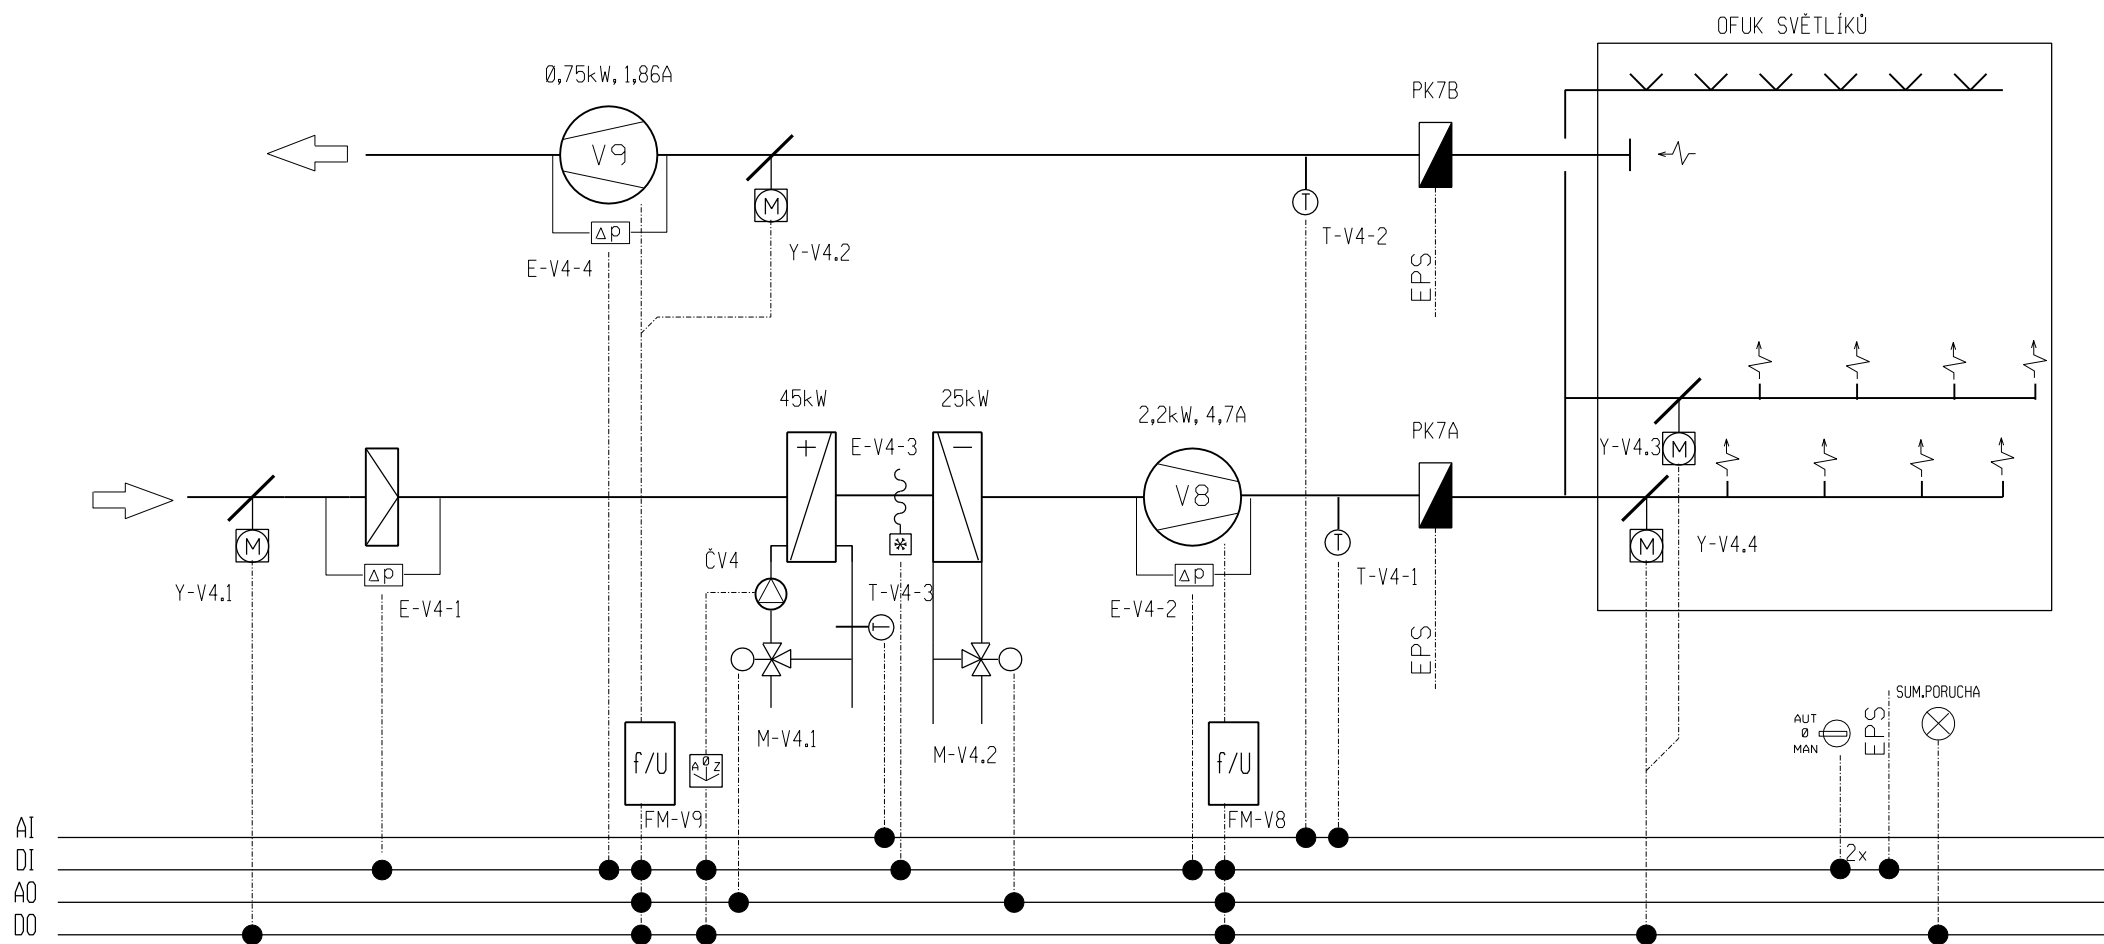 OFUK SVĚTLÍKŮ
0,75kW, 1,86A
PK7B
V9
M
T
Δp
Y-V4.2
T-V4-2
E-V4-4
EPS
45kW
25kW
2,2kW, 4,7A
PK7A
+
E-V4-3
−
Y-V4.3
M
V8
M
ČV4
T
M
Y-V4.4
Δp
Δp
T-V4-1
Y-V4.1
T-V4-3
E-V4-1
E-V4-2
T
EPS
SUM.PORUCHA
AUT
0
MAN
EPS
M-V4.1
M-V4.2
f/U
A 0 Z
f/U
FM-V9
FM-V8
AI
DI
2x
AO
DO